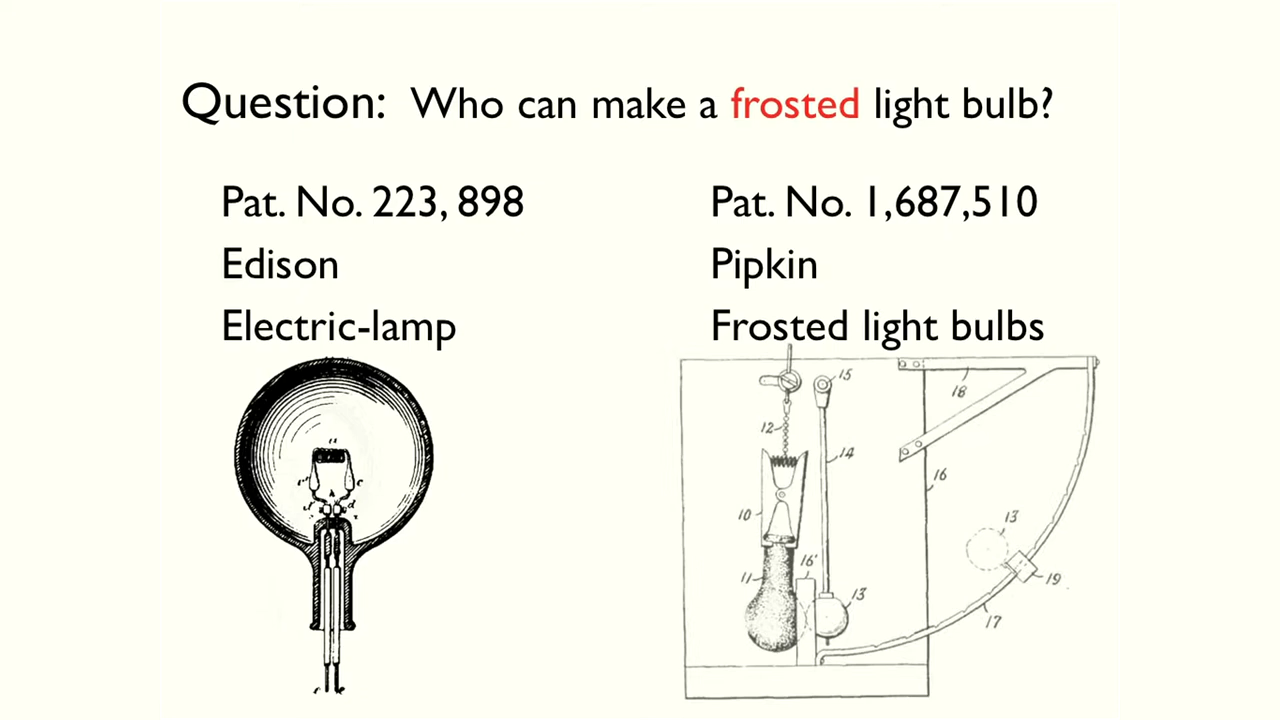 Question: Who can make a frosted light bulb?
Pat. No. 223, 898
Edison
Electric-lamp
Pat. No. 1,687,510
Pipkin
Frosted light bulbs
15
18
12
14
16
10
13
16'
11
13
19
17